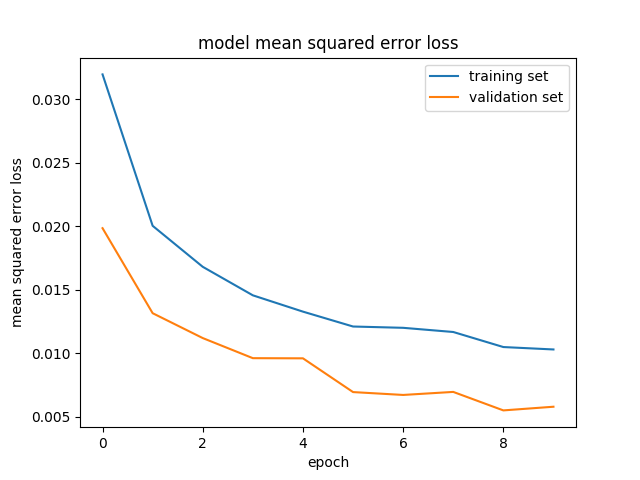 model mean squared error loss
training set
validation set
0.030
0.025
0.020
0.015
0.010
0.005
mean squared error loss
0 2 4 6 8
epoch